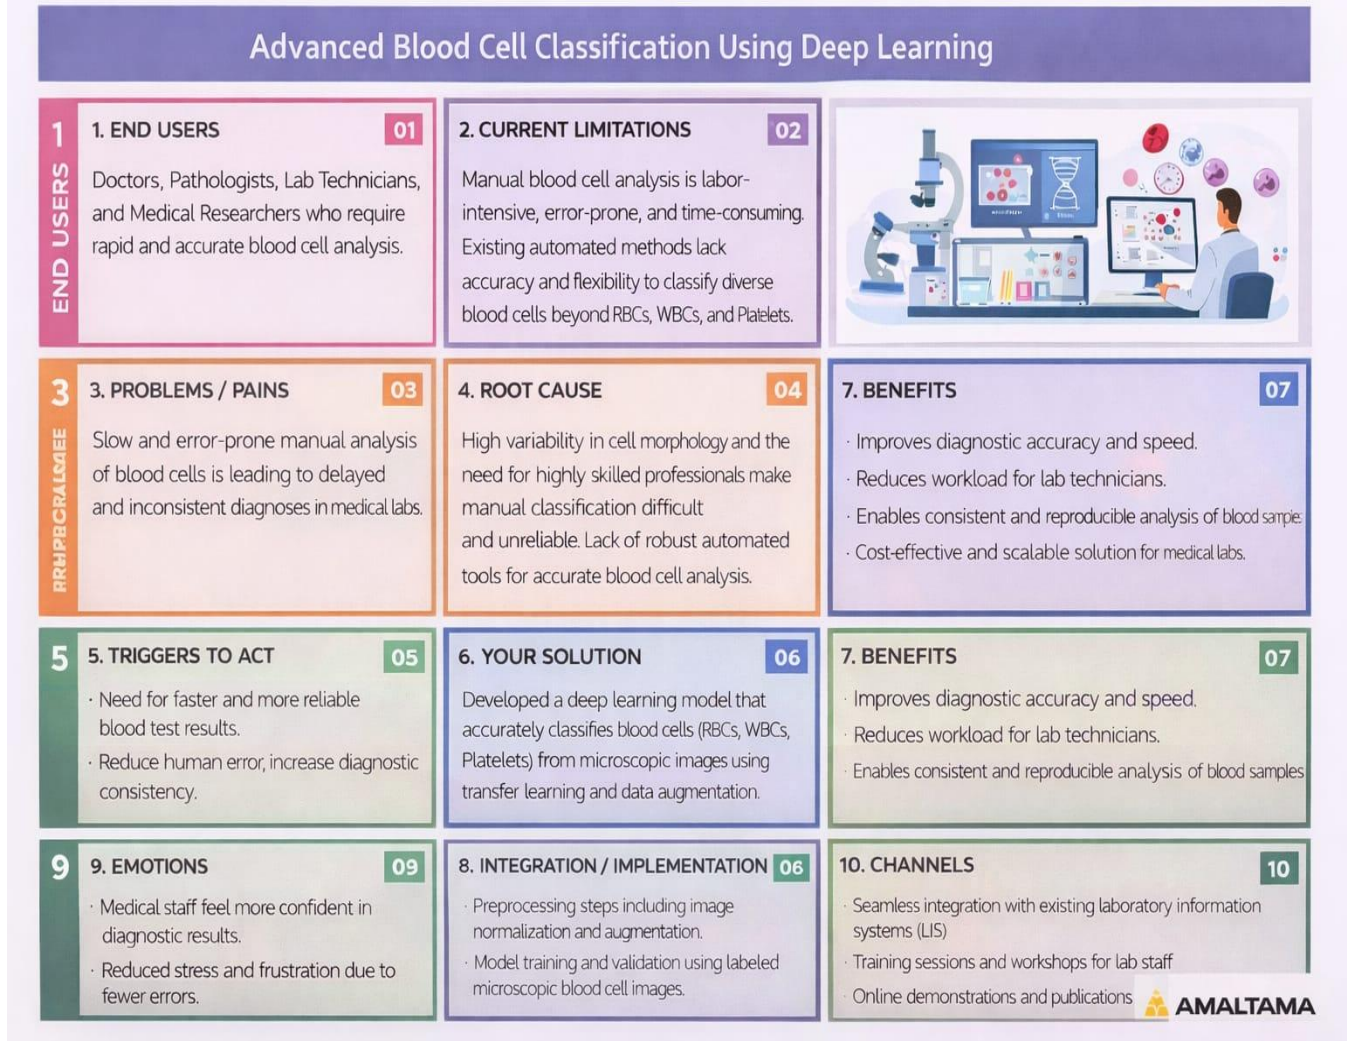 Advanced Blood Cell Classification Using Deep Learning
1
END USERS
1. END USERS
01
Doctors, Pathologists, Lab Technicians,
and Medical Researchers who require
rapid and accurate blood cell analysis.
2. CURRENT LIMITATIONS
02
Manual blood cell analysis is labor-
intensive, error-prone, and time-consuming.
Existing automated methods lack
accuracy and flexibility to classify diverse
blood cells beyond RBCs, WBCs, and Platelets.
3
3. PROBLEMS / PAINS
03
Slow and error-prone manual analysis
of blood cells is leading to delayed
and inconsistent diagnoses in medical labs.
4. ROOT CAUSE
04
High variability in cell morphology and the
need for highly skilled professionals make
manual classification difficult
and unreliable. Lack of robust automated
tools for accurate blood cell analysis.
7. BENEFITS
07
· Improves diagnostic accuracy and speed.
· Reduces workload for lab technicians.
· Enables consistent and reproducible analysis of blood sample
· Cost-effective and scalable solution for medical labs.
5
5. TRIGGERS TO ACT
05
· Need for faster and more reliable
blood test results.
· Reduce human error, increase diagnostic
consistency.
6. YOUR SOLUTION
06
Developed a deep learning model that
accurately classifies blood cells (RBCs, WBCs,
Platelets) from microscopic images using
transfer learning and data augmentation.
7. BENEFITS
07
· Improves diagnostic accuracy and speed.
· Reduces workload for lab technicians.
· Enables consistent and reproducible analysis of blood samples
9
9. EMOTIONS
09
· Medical staff feel more confident in
diagnostic results.
· Reduced stress and frustration due to
fewer errors.
8. INTEGRATION / IMPLEMENTATION
06
· Preprocessing steps including image
normalization and augmentation.
· Model training and validation using labeled
microscopic blood cell images.
10. CHANNELS
10
· Seamless integration with existing laboratory information
systems (LIS)
· Training sessions and workshops for lab staff
· Online demonstrations and publications
AMALTAMA